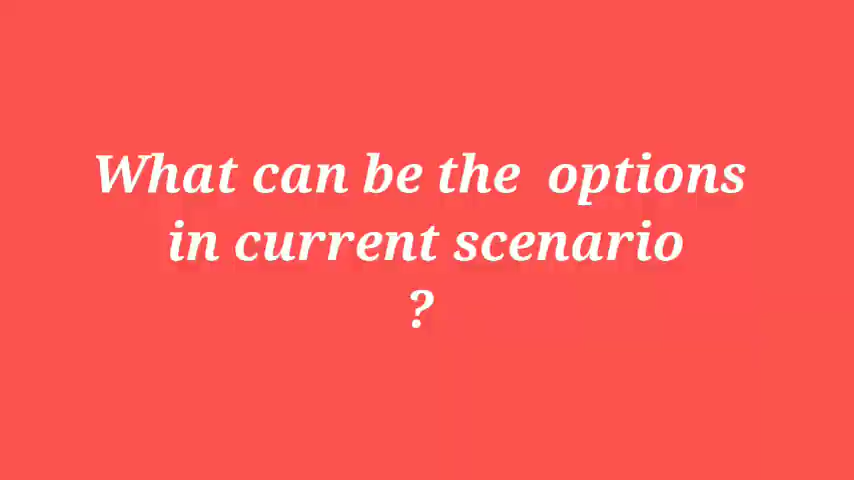 What can be the options
in current scenario
?